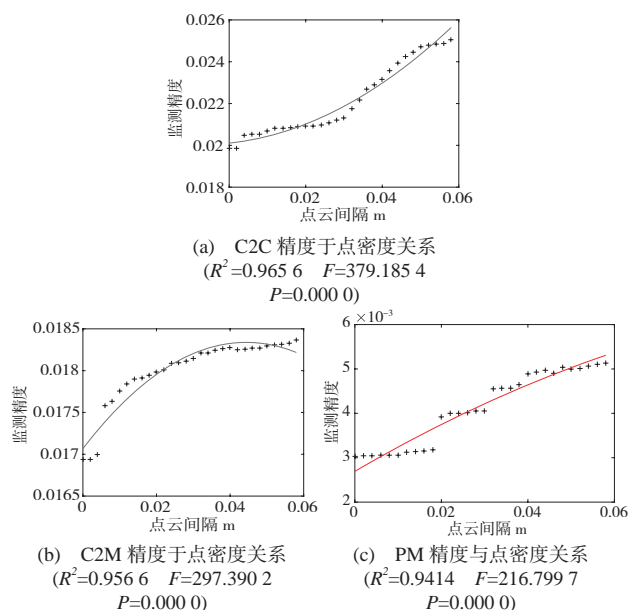 0.026
0.024
0.022
0.02
0.018
监测精度
0 0.02 0.04 0.06
点云间隔 m
(a) C2C 精度于点密度关系
(R²=0.965 6 F=379.185 4
P=0.000 0)
0.0185
0.018
0.0175
0.017
0.0165
监测精度
0 0.02 0.04 0.06
点云间隔 m
(b) C2M 精度于点密度关系
(R²=0.956 6 F=297.390 2
P=0.000 0)
×10⁻³
6
5
4
3
2
监测精度
0 0.02 0.04 0.06
点云间隔 m
(c) PM 精度与点密度关系
(R²=0.9414 F=216.799 7
P=0.000 0)